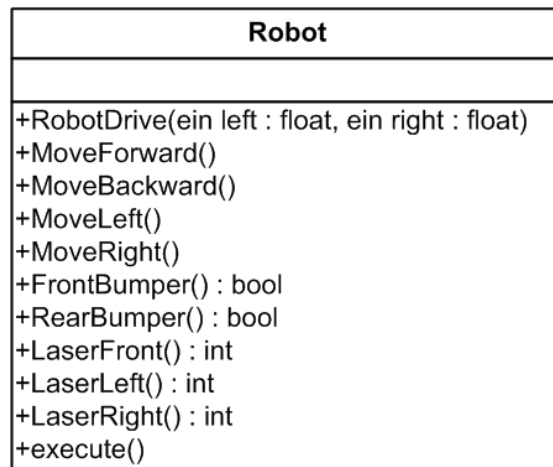 Robot
+RobotDrive(ein left : float, ein right : float)
+MoveForward()
+MoveBackward()
+MoveLeft()
+MoveRight()
+FrontBumper() : bool
+RearBumper() : bool
+LaserFront() : int
+LaserLeft() : int
+LaserRight() : int
+execute()